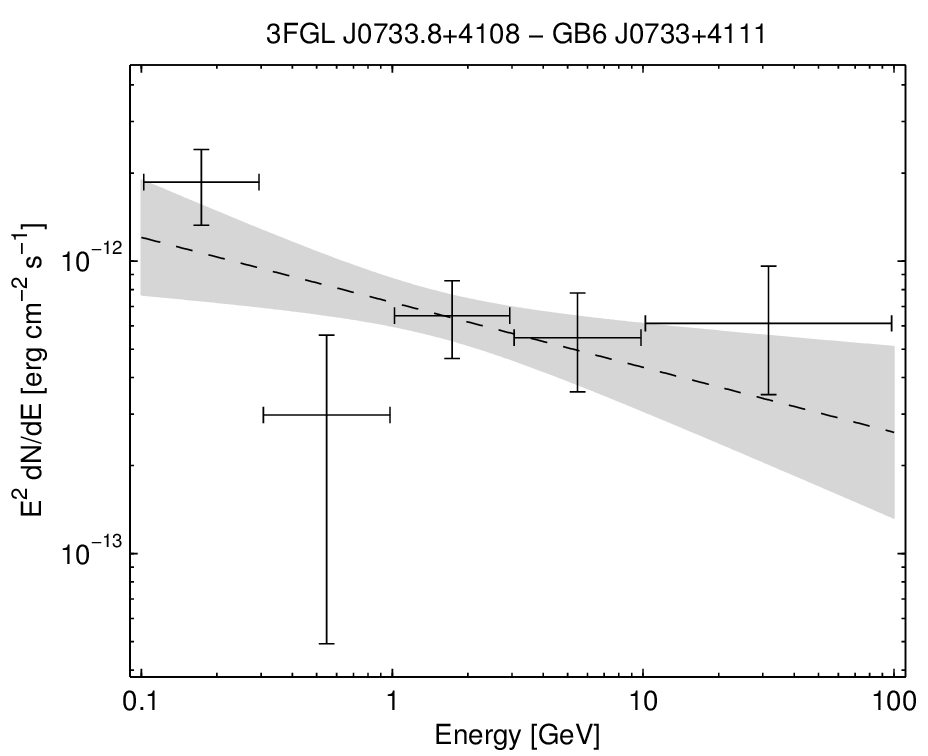 3FGL J0733.8+4108 − GB6 J0733+4111
E² dN/dE [erg cm⁻² s⁻¹]
10⁻¹²
10⁻¹³
0.1 1 10 100
Energy [GeV]